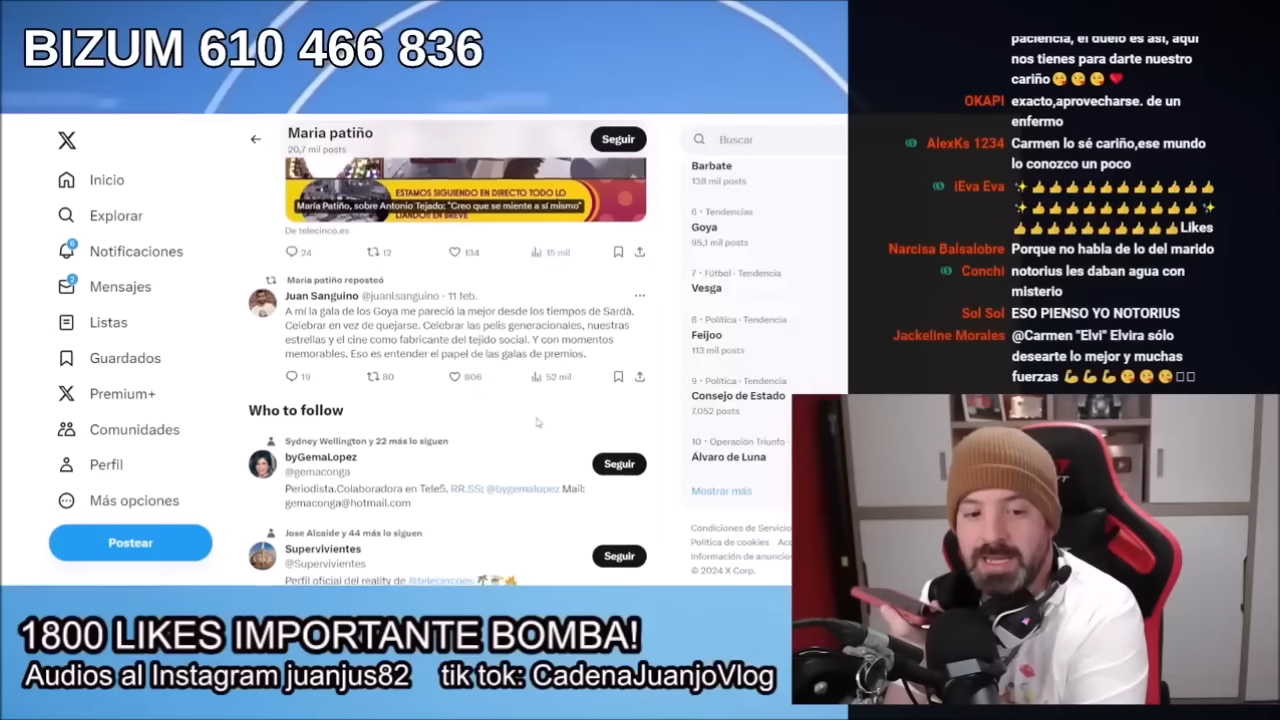 BIZUM 610 466 836
Maria patiño
20,7 mil posts
Seguir
Buscar
Inicio
Explorar
Notificaciones
Mensajes
Listas
Guardados
Premium+
Comunidades
Perfil
Más opciones
Postear
ESTAMOS SIGUIENDO EN DIRECTO TODO LO
María Patiño, sobre Antonio Tejado: "Creo que se miente a sí mismo"
De telecinco.es
24
12
134
15 mil
Maria patiño reposteó
Juan Sanguino @juanlsanguino · 11 feb.
A mí la gala de los Goya me pareció la mejor desde los tiempos de Sardà.
Celebrar en vez de quejarse. Celebrar las pelis generacionales, nuestras
estrellas y el cine como fabricante del tejido social. Y con momentos
memorables. Eso es entender el papel de las galas de premios.
19
80
806
52 mil
Who to follow
Sydney Wellington y 22 más lo siguen
byGemaLopez
@gemaconga
Seguir
Periodista.Colaboradora en Tele5. RR.SS: @bygemalopez Mail:
gemaconga@hotmail.com
Jose Alcaide y 44 más lo siguen
Supervivientes
@Supervivientes
Seguir
Perfil oficial del reality de @telecincoes
Barbate
138 mil posts
6 · Tendencias
Goya
95,1 mil posts
7 · Fútbol · Tendencia
Vesga
8 · Política · Tendencia
Feijoo
113 mil posts
9 · Política · Tendencia
Consejo de Estado
7.052 posts
10 · Operación Triunfo ·
Álvaro de Luna
Mostrar más
Condiciones de Servicio
Política de cookies
Información de anuncios
© 2024 X Corp.
paciencia, el duelo es así, aquí
nos tienes para darte nuestro
cariño😘😘😘❤️
OKAPI exacto,aprovecharse. de un
enfermo
AlexKs 1234 Carmen lo sé cariño,ese mundo
lo conozco un poco
iEva Eva ✨👍👍👍👍👍👍👍👍👍👍👍👍
✨👍👍👍👍👍👍👍👍👍👍👍✨
👍👍👍👍👍👍👍👍👍👍Likes
Narcisa Balsalobre Porque no habla de lo del marido
Conchi notorius les daban agua con
misterio
Sol Sol ESO PIENSO YO NOTORIUS
Jackeline Morales @Carmen "Elvi" Elvira sólo
desearte lo mejor y muchas
fuerzas 💪💪💪😘😘😘
1800 LIKES IMPORTANTE BOMBA!
Audios al Instagram juanjus82 tik tok: CadenaJuanjoVlog